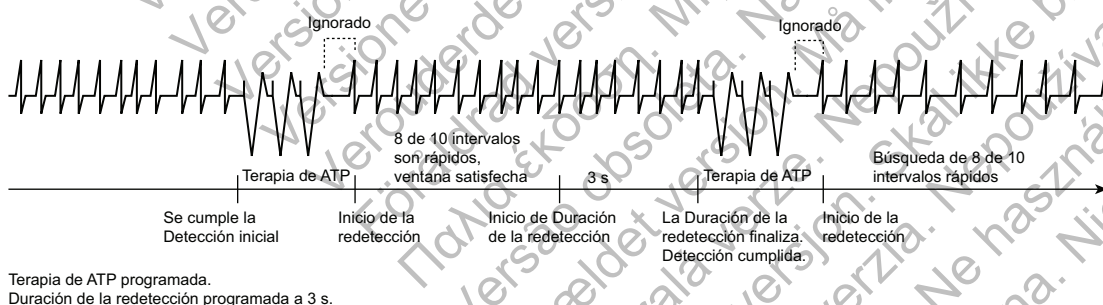 Ignorado
Ignorado
8 de 10 intervalos
son rápidos,
ventana satisfecha
Terapia de ATP
3 s
Terapia de ATP
Búsqueda de 8 de 10
intervalos rápidos
Se cumple la
Detección inicial
Inicio de la
redetección
Inicio de Duración
de la redetección
La Duración de la
redetección finaliza.
Detección cumplida.
Inicio de la
redetección
Terapia de ATP programada.
Duración de la redetección programada a 3 s.